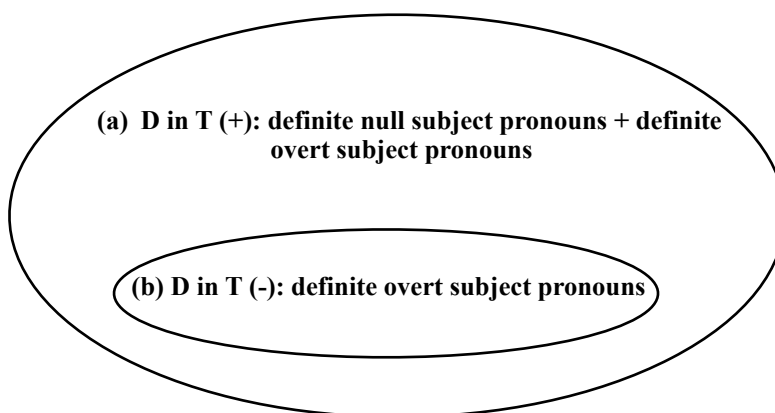 (a) D in T (+): definite null subject pronouns + definite
overt subject pronouns
(b) D in T (-): definite overt subject pronouns